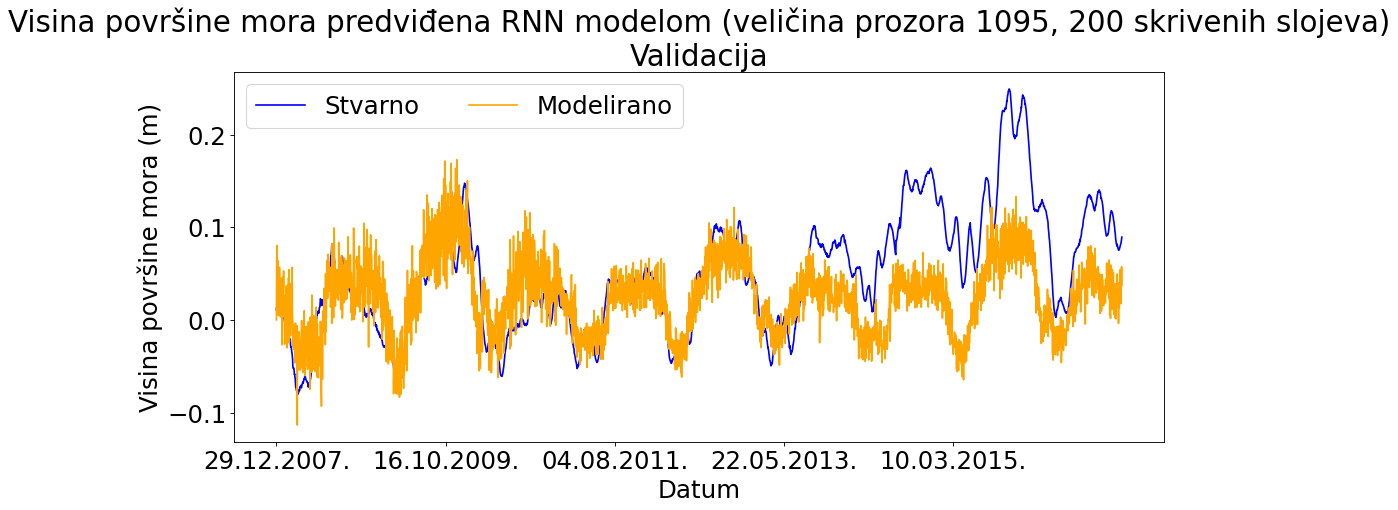 Visina površine mora predviđena RNN modelom (veličina prozora 1095, 200 skrivenih slojeva)
Validacija
Stvarno
Modelirano
Visina površine mora (m)
0.2
0.1
0.0
−0.1
29.12.2007.
16.10.2009.
04.08.2011.
22.05.2013.
10.03.2015.
Datum